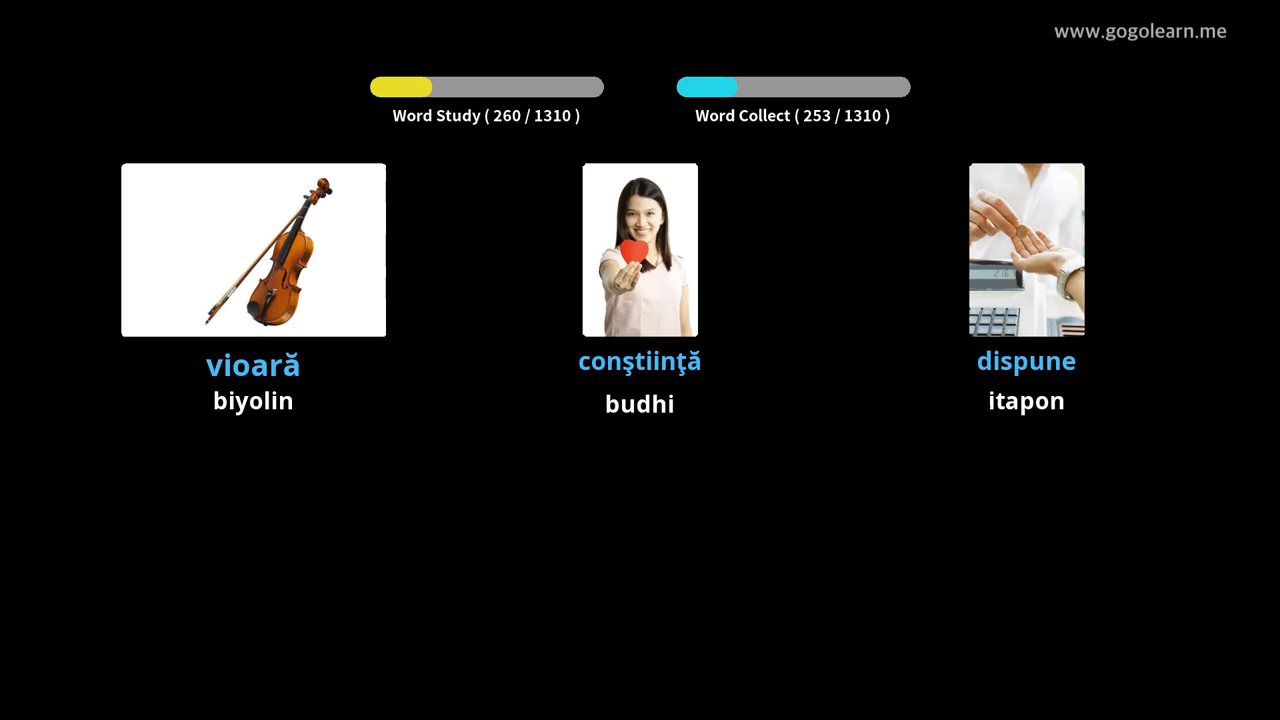 www.gogolearn.me
Word Study ( 260 / 1310 )
Word Collect ( 253 / 1310 )
vioară
conştiinţă
dispune
biyolin
budhi
itapon